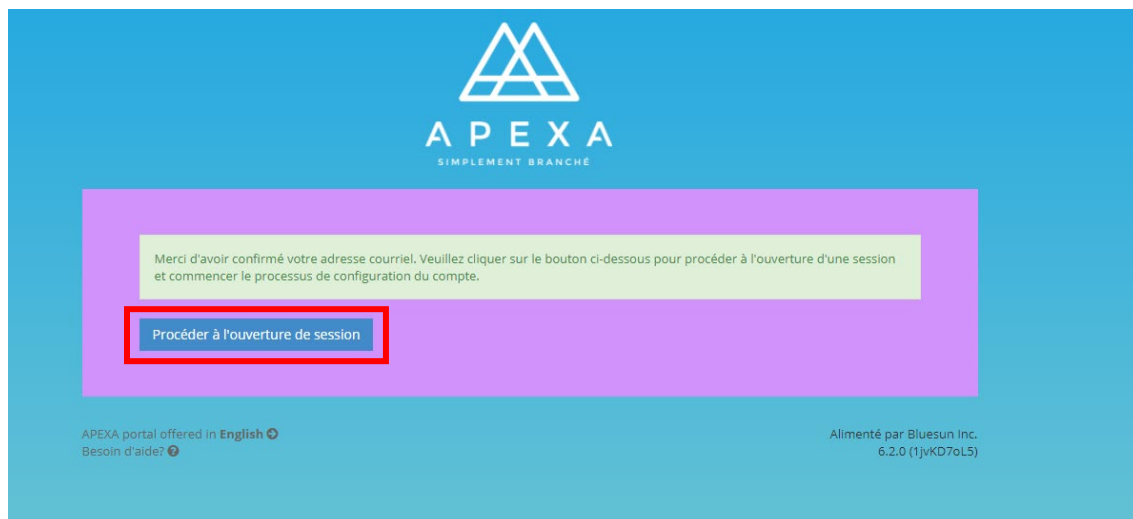 APEXA
SIMPLEMENT BRANCHÉ
Merci d'avoir confirmé votre adresse courriel. Veuillez cliquer sur le bouton ci-dessous pour procéder à l'ouverture d'une session
et commencer le processus de configuration du compte.
Procéder à l'ouverture de session
APEXA portal offered in English
Besoin d'aide?
Alimenté par Bluesun Inc.
6.2.0 (1jvKD7oL5)